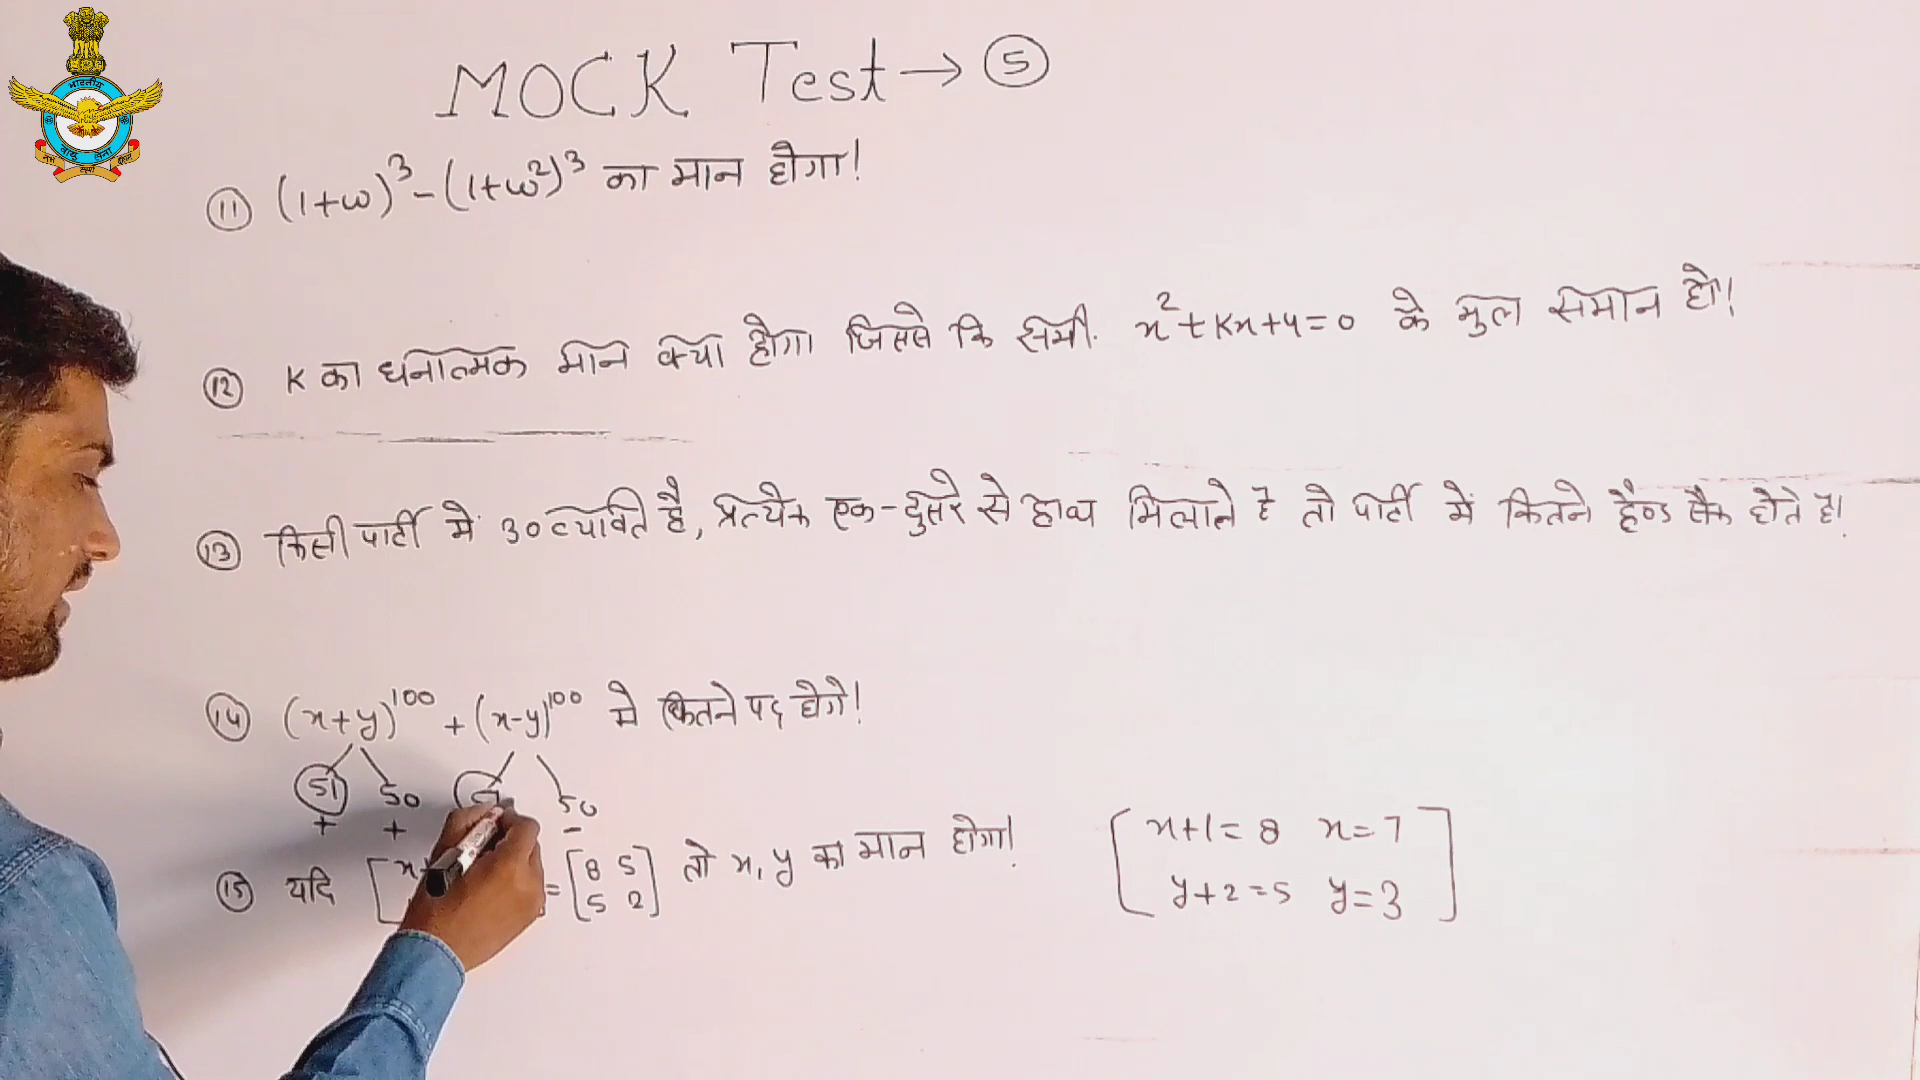 MOCK Test → 5
भारतीय
वायु सेना
11 (1+ω)³-(1+ω²)³ का मान होगा!
12 K का धनात्मक मान क्या होगा जिससे कि समी. x²+Kx+4=0 के मुल समान हो!
13 किसी पार्टी में 30 व्यक्ति है, प्रत्येक एक-दुसरे से हाथ मिलाते है तो पार्टी में कितने हैण्ड सैक होते है!
14 (x+y)¹⁰⁰ + (x-y)¹⁰⁰ मे कितने पद होगे!
51 50 50
+ + -
15 यदि = [8 5 तो x, y का मान होगा!
5 2]
[x+1=8 x=7
y+2=5 y=3]